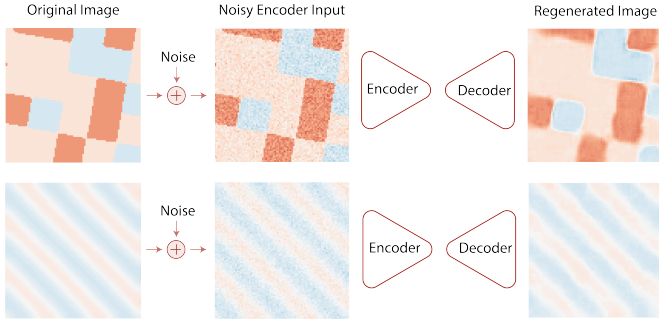 Original Image
Noisy Encoder Input
Regenerated Image
Noise
+
Encoder
Decoder
Noise
+
Encoder
Decoder